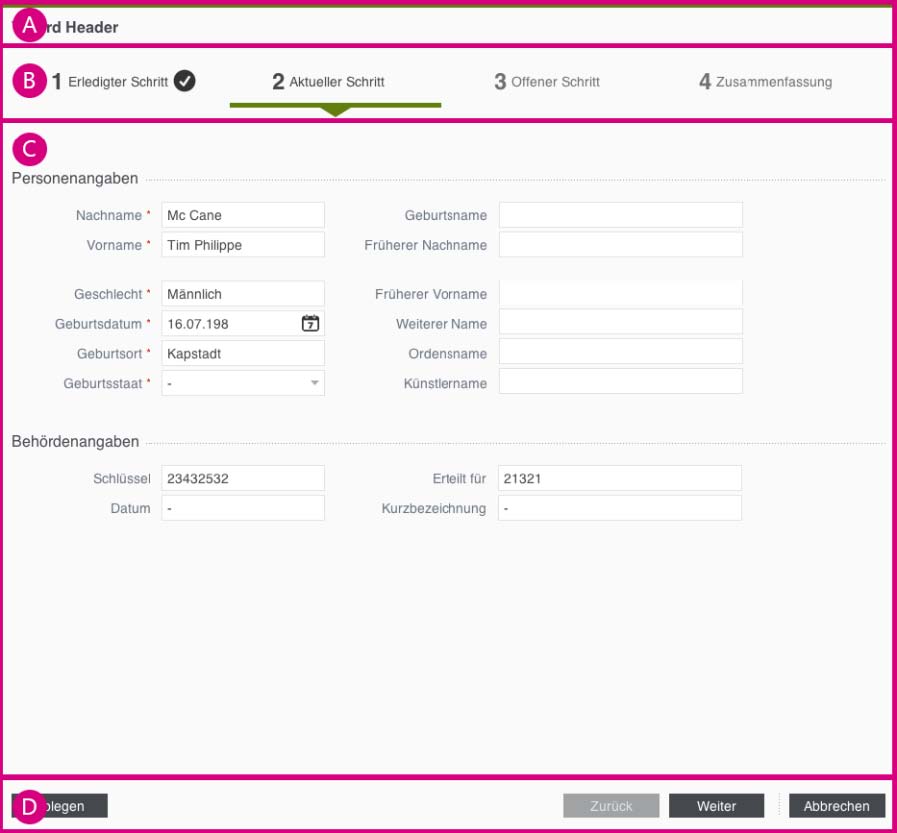 A rd Header
B 1 Erledigter Schritt 2 Aktueller Schritt 3 Offener Schritt 4 Zusammenfassung
C
Personenangaben
Nachname * Mc Cane Geburtsname
Vorname * Tim Philippe Früherer Nachname
Geschlecht * Männlich Früherer Vorname
Geburtsdatum * 16.07.198 7 Weiterer Name
Geburtsort * Kapstadt Ordensname
Geburtsstaat * - Künstlername
Behördenangaben
Schlüssel 23432532 Erteilt für 21321
Datum - Kurzbezeichnung -
D blegen Zurück Weiter Abbrechen